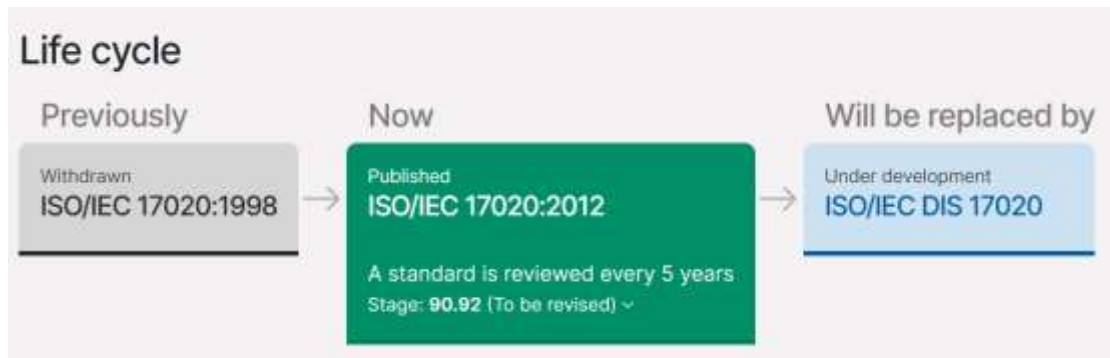 Life cycle
Previously
Now
Will be replaced by
Withdrawn
ISO/IEC 17020:1998
Published
ISO/IEC 17020:2012
A standard is reviewed every 5 years
Stage: 90.92 (To be revised)
Under development
ISO/IEC DIS 17020